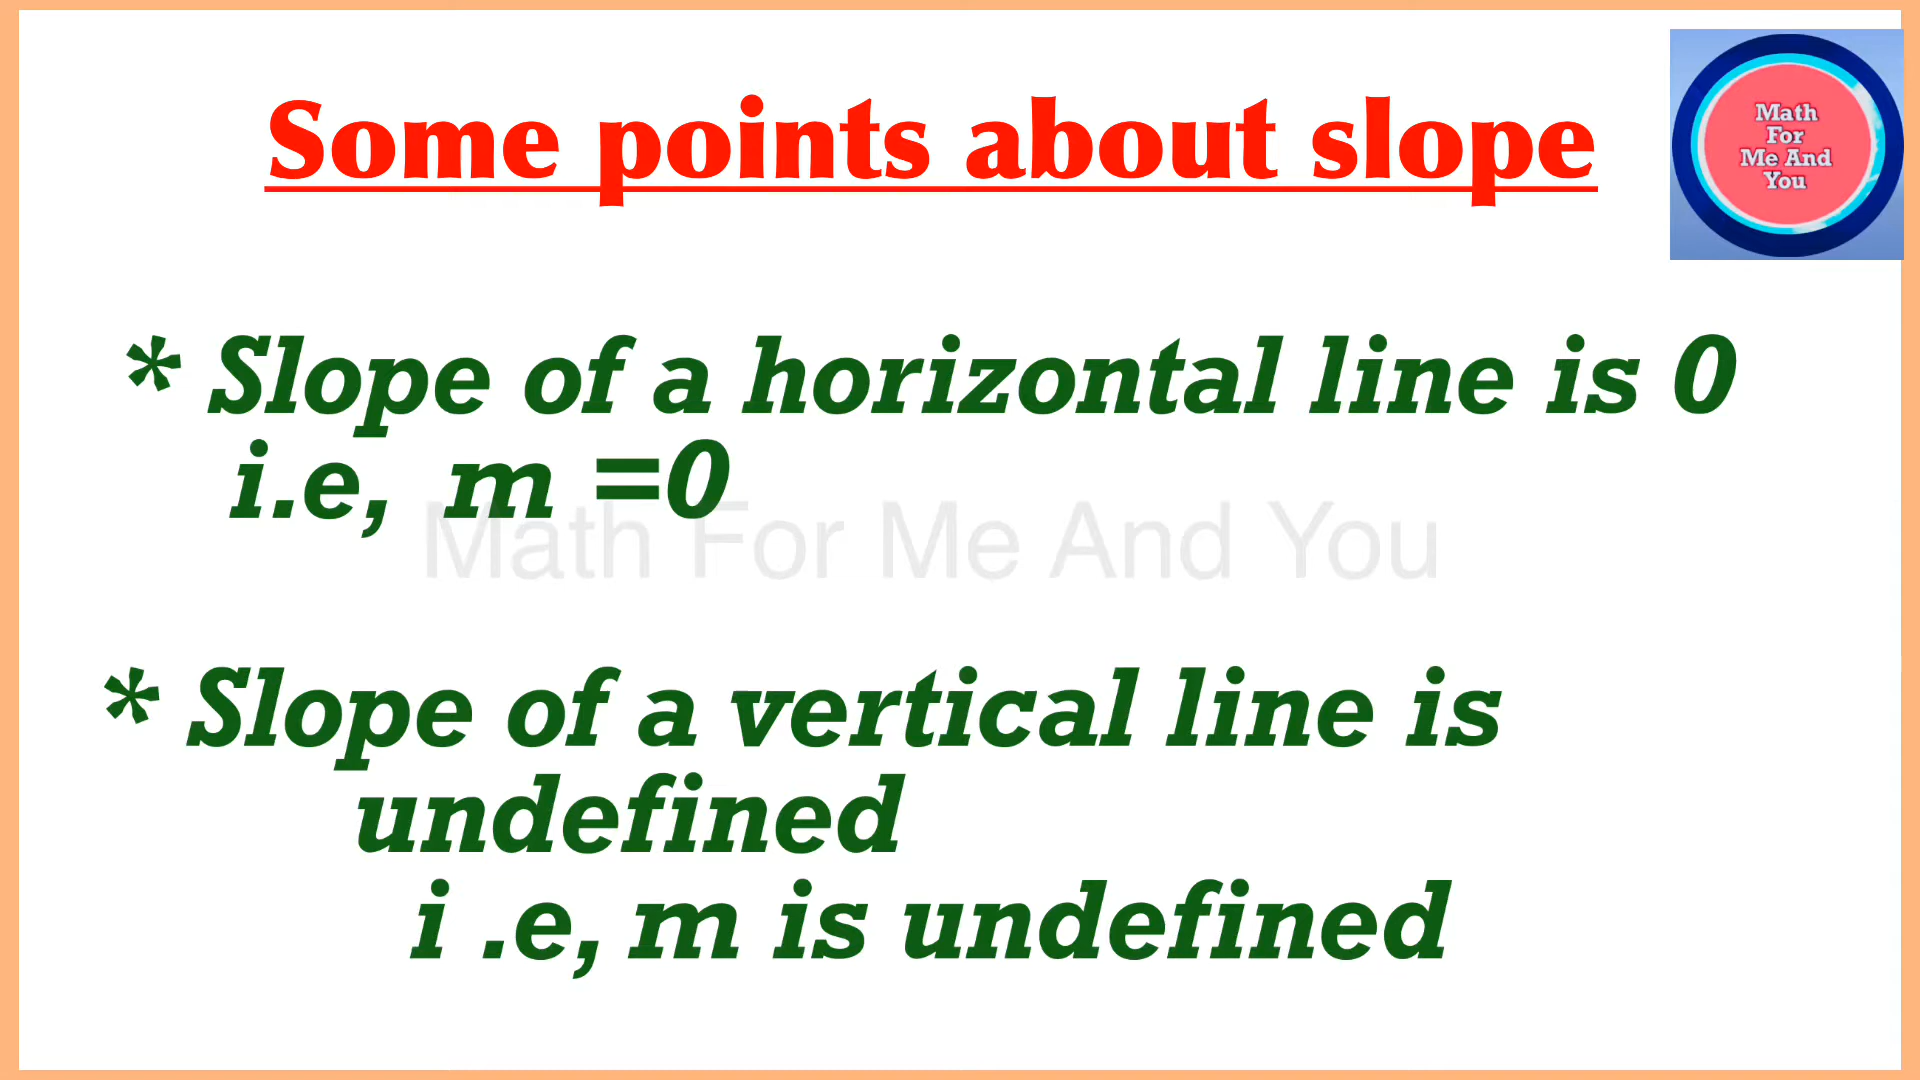 Some points about slope
Math
For
Me And
You
* Slope of a horizontal line is 0
i.e, m =0
Math For Me And You
* Slope of a vertical line is
undefined
i .e, m is undefined